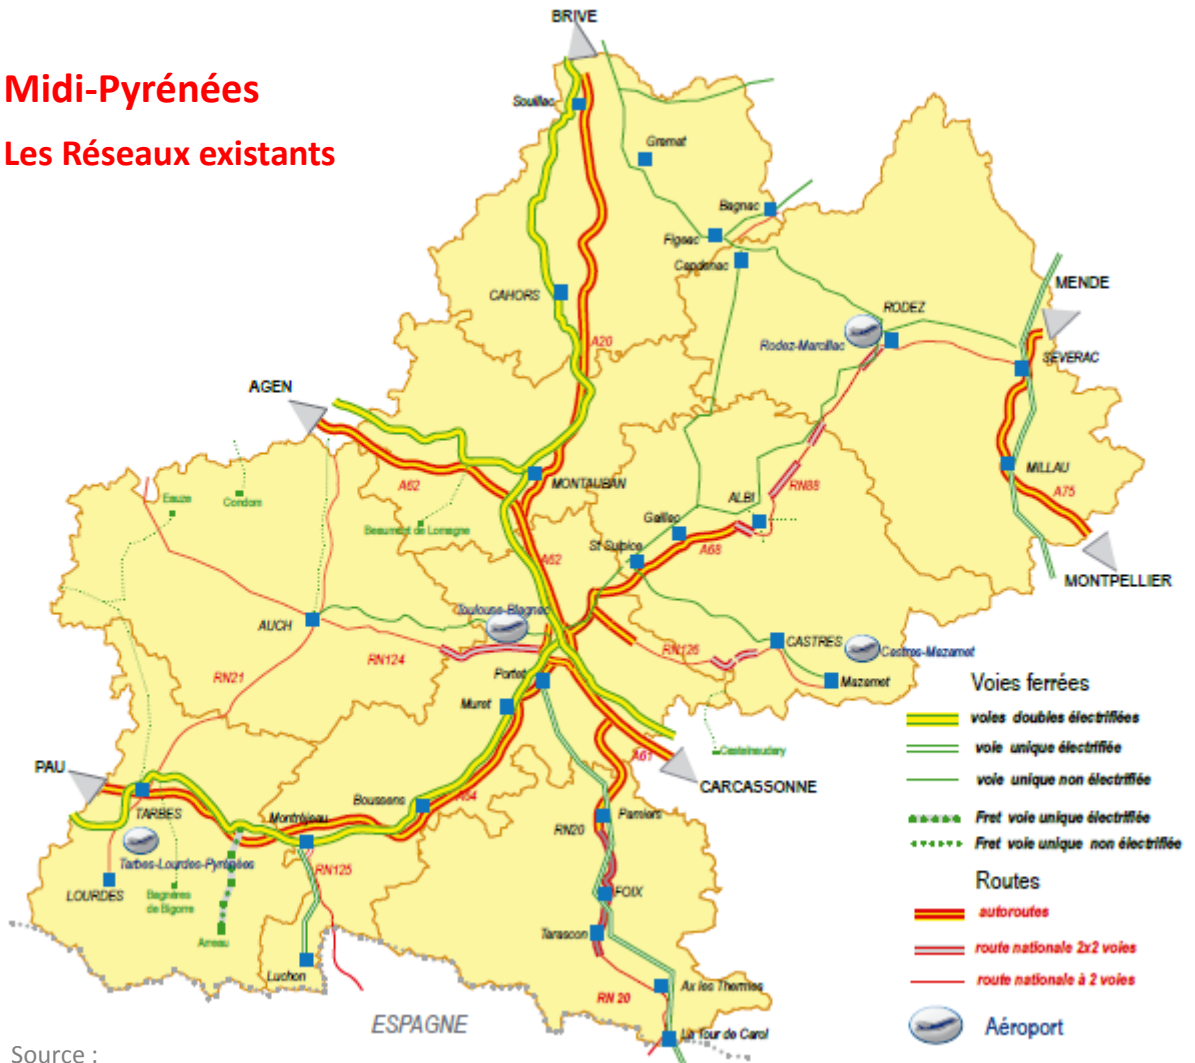 BRIVE
Midi-Pyrénées
Les Réseaux existants
Souillac
Gramat
Bagnac
Figeac
Capdenac
CAHORS
MENDE
RODEZ
Rodez-Marcillac
A20
SEVERAC
AGEN
MONTAUBAN
MILLAU
A62
RN88
A75
ALBI
Eauze
Condom
Beaumont de Lomagne
Gaillac
A68
St Sulpice
A62
MONTPELLIER
Toulouse-Blagnac
AUCH
CASTRES
Castres-Mazamet
RN124
RN126
RN21
Portet
Mazamet
Muret
Castelnaudary
A61
PAU
CARCASSONNE
Boussens
A64
TARBES
Montréjeau
RN20
Pamiers
Tarbes-Lourdes-Pyrénées
RN125
LOURDES
Bagnères
de Bigorre
FOIX
Arreau
Tarascon
Luchon
Ax les Thermes
RN 20
ESPAGNE
La Tour de Carol
Voies ferrées
voies doubles électrifiées
voie unique électrifiée
voie unique non électrifiée
Fret voie unique électrifiée
Fret voie unique non électrifiée
Routes
autoroutes
route nationale 2x2 voies
route nationale à 2 voies
Aéroport
Source :